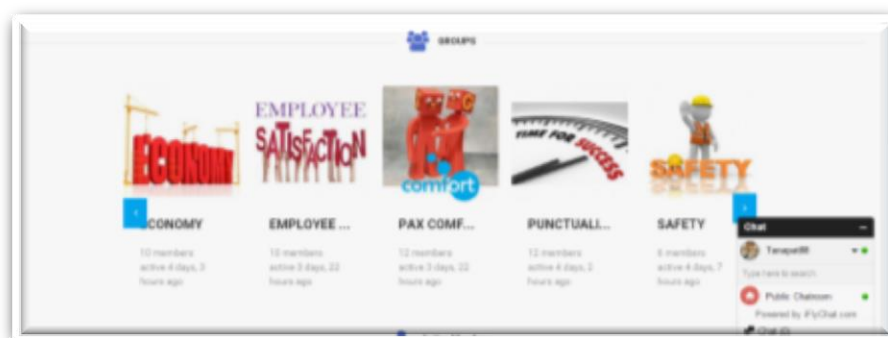 GROUPS
ECONOMY
EMPLOYEE
SATISFACTION
comfort
TIME FOR SUCCESS
SAFETY
ECONOMY
EMPLOYEE ...
PAX COMF...
PUNCTUALI...
SAFETY
10 members
active 4 days, 3
hours ago
10 members
active 3 days, 22
hours ago
12 members
active 3 days, 22
hours ago
12 members
active 4 days, 2
hours ago
6 members
active 4 days, 7
hours ago
Chat
Tanapat88
Type here to search.
Public Chatroom
Powered by iFlyChat.com
Chat (0)